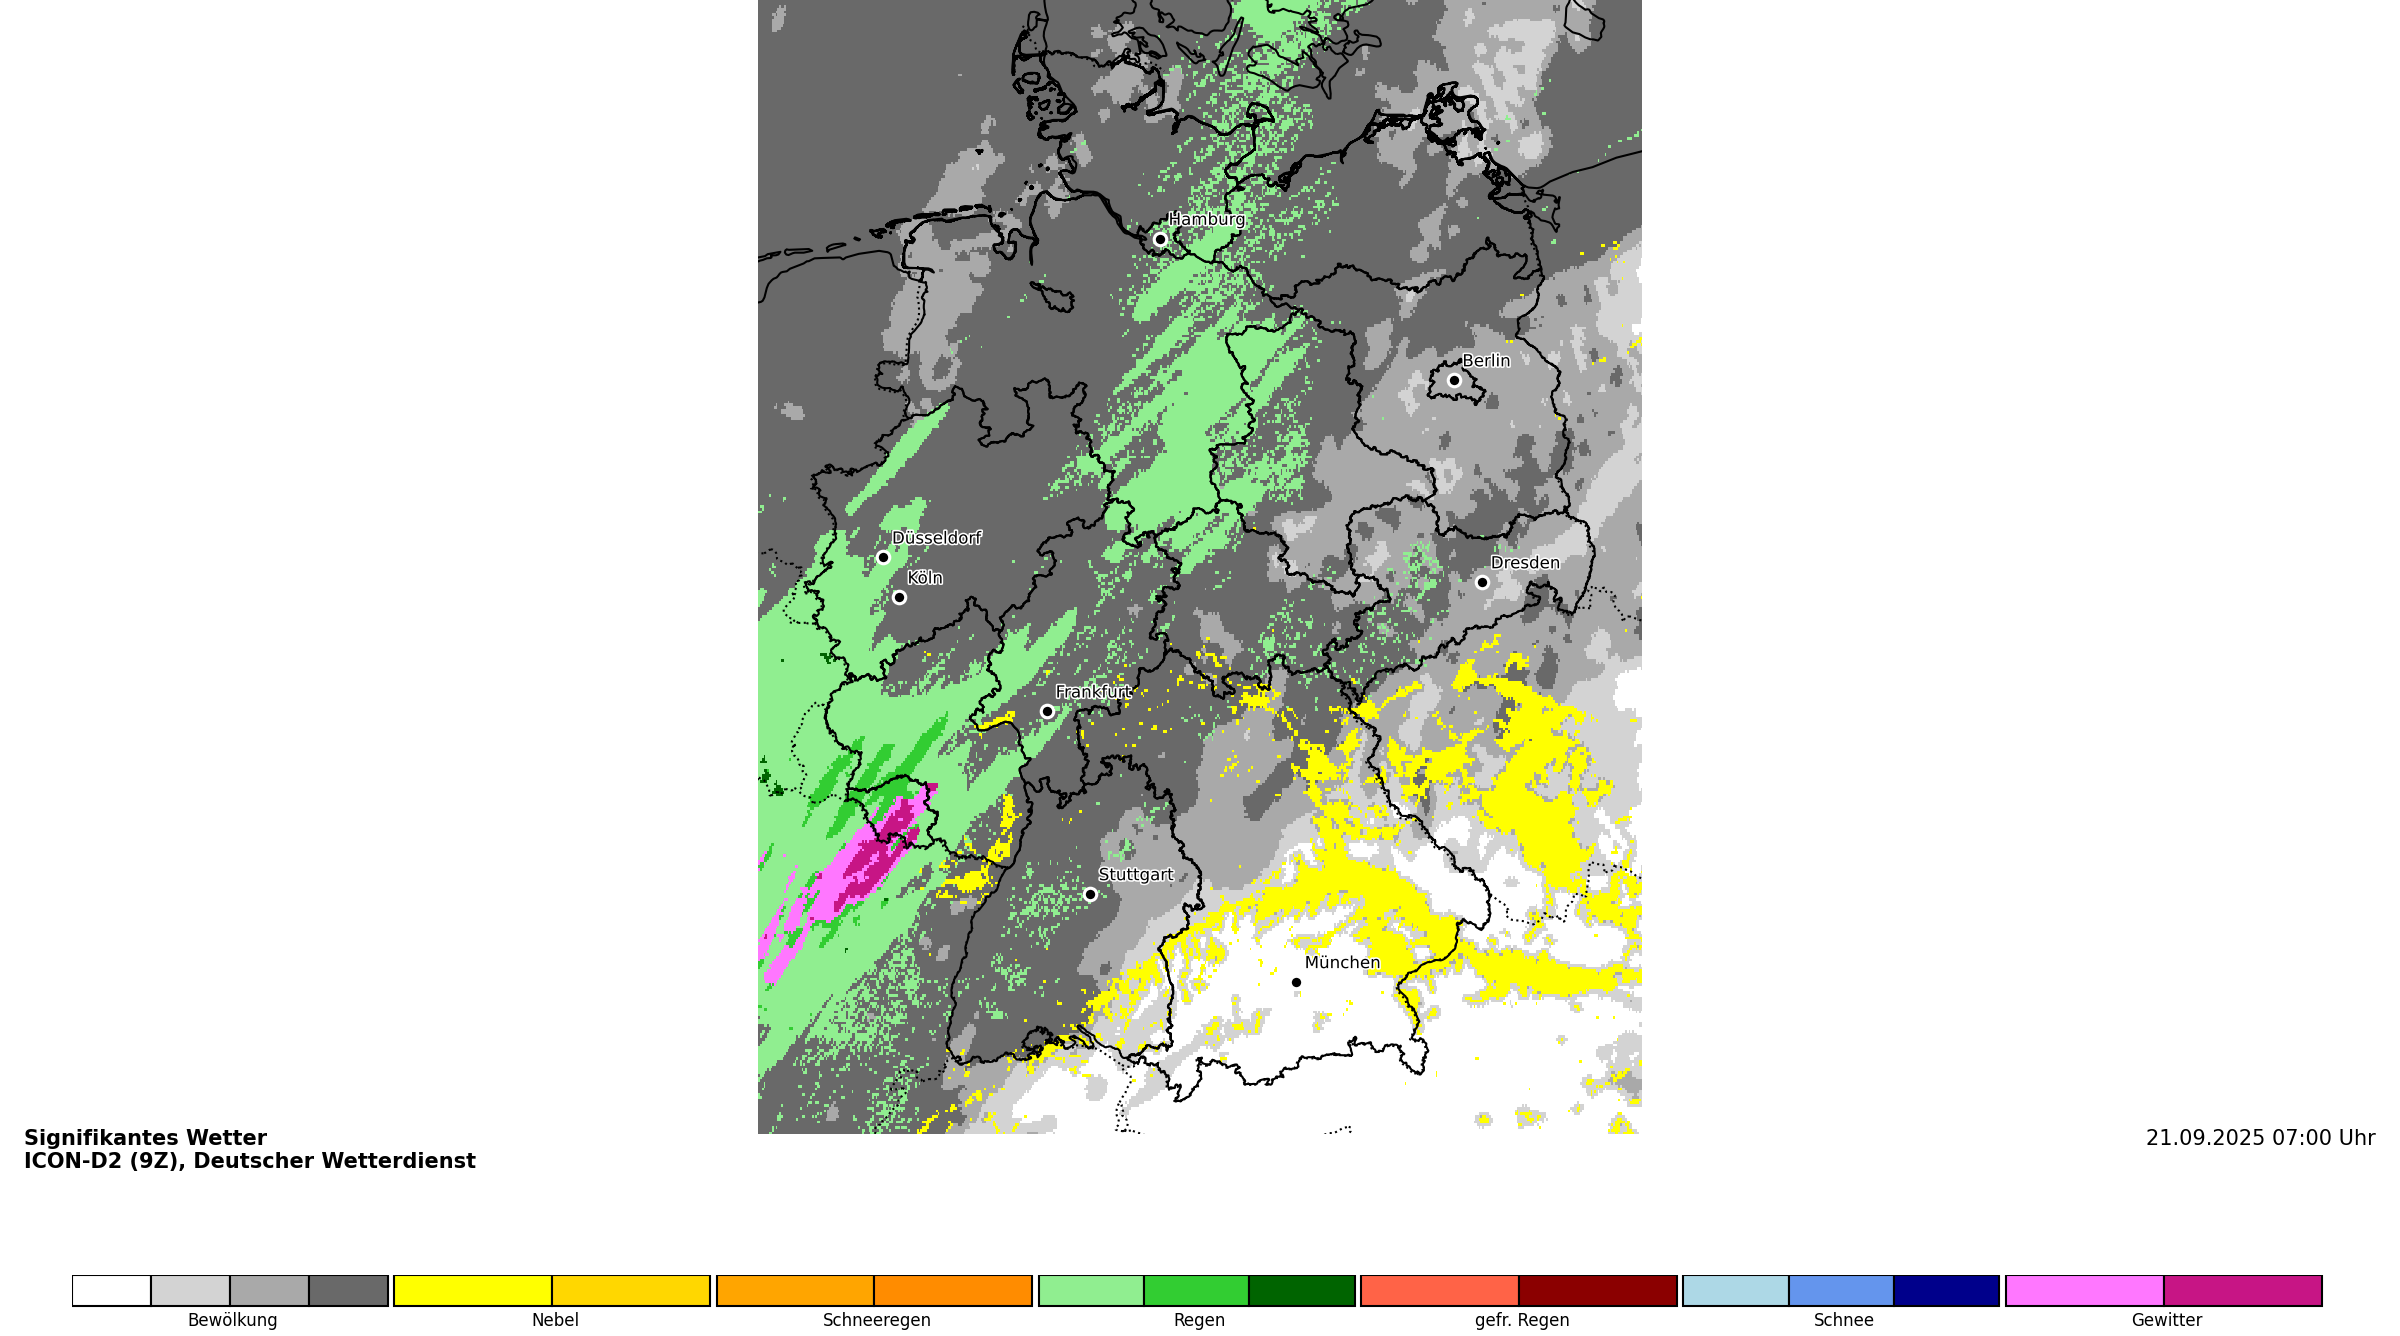 Hamburg
Berlin
Düsseldorf
Köln
Dresden
Frankfurt
Stuttgart
München
Signifikantes Wetter
ICON-D2 (9Z), Deutscher Wetterdienst
21.09.2025 07:00 Uhr
Bewölkung
Nebel
Schneeregen
Regen
gefr. Regen
Schnee
Gewitter